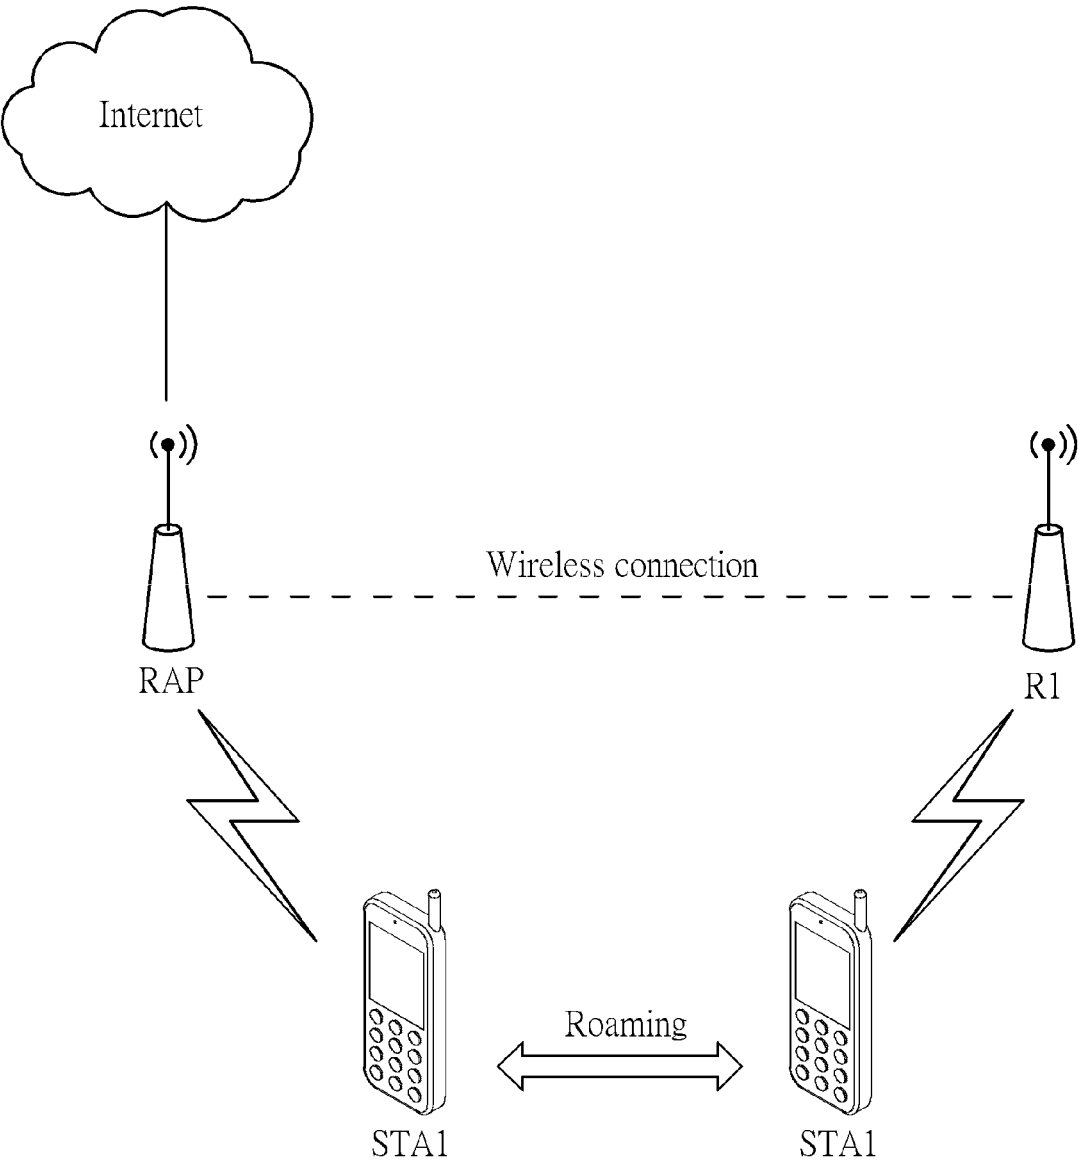 Internet
Wireless connection
RAP
R1
Roaming
STA1
STA1